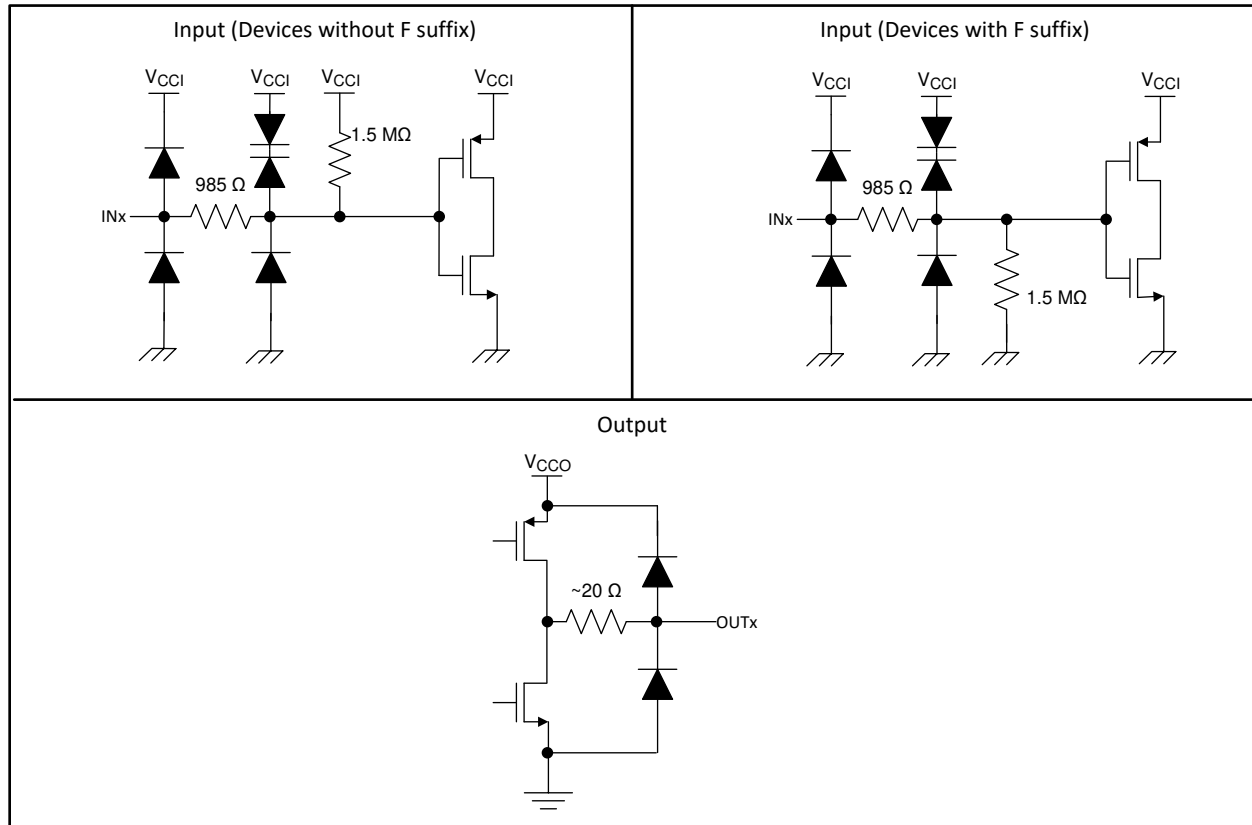 Input (Devices without F suffix)
VCCI VCCI VCCI VCCI
1.5 MΩ
985 Ω
INx
Input (Devices with F suffix)
VCCI VCCI VCCI
985 Ω
INx
1.5 MΩ
Output
VCCO
~20 Ω
OUTx